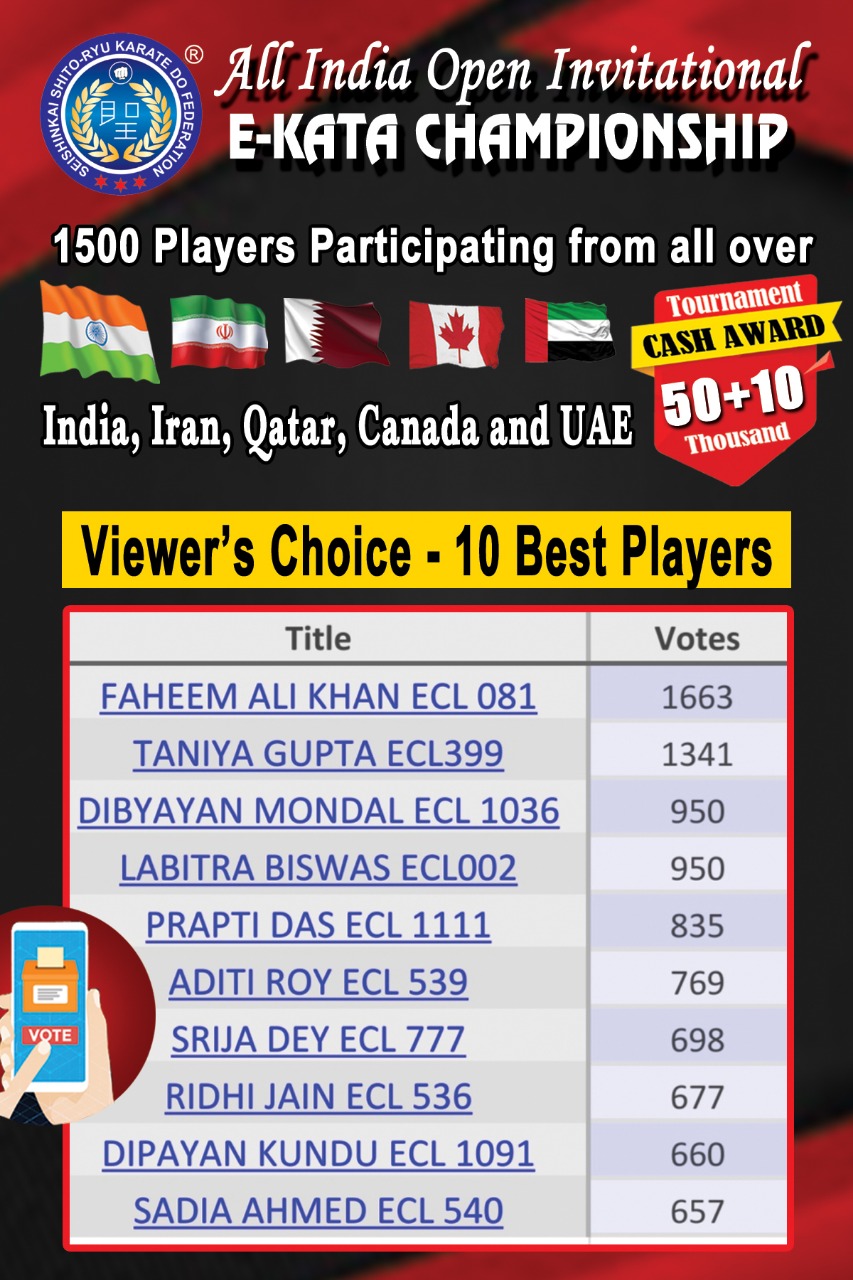 SEISHINKAI SHITO-RYU KARATE DO FEDERATION
®
All India Open Invitational
E-KATA CHAMPIONSHIP
1500 Players Participating from all over
Tournament
CASH AWARD
50+10
Thousand
India, Iran, Qatar, Canada and UAE
Viewer's Choice - 10 Best Players
Title Votes
FAHEEM ALI KHAN ECL 081 1663
TANIYA GUPTA ECL399 1341
DIBYAYAN MONDAL ECL 1036 950
LABITRA BISWAS ECL002 950
PRAPTI DAS ECL 1111 835
ADITI ROY ECL 539 769
SRIJA DEY ECL 777 698
RIDHI JAIN ECL 536 677
DIPAYAN KUNDU ECL 1091 660
SADIA AHMED ECL 540 657
VOTE